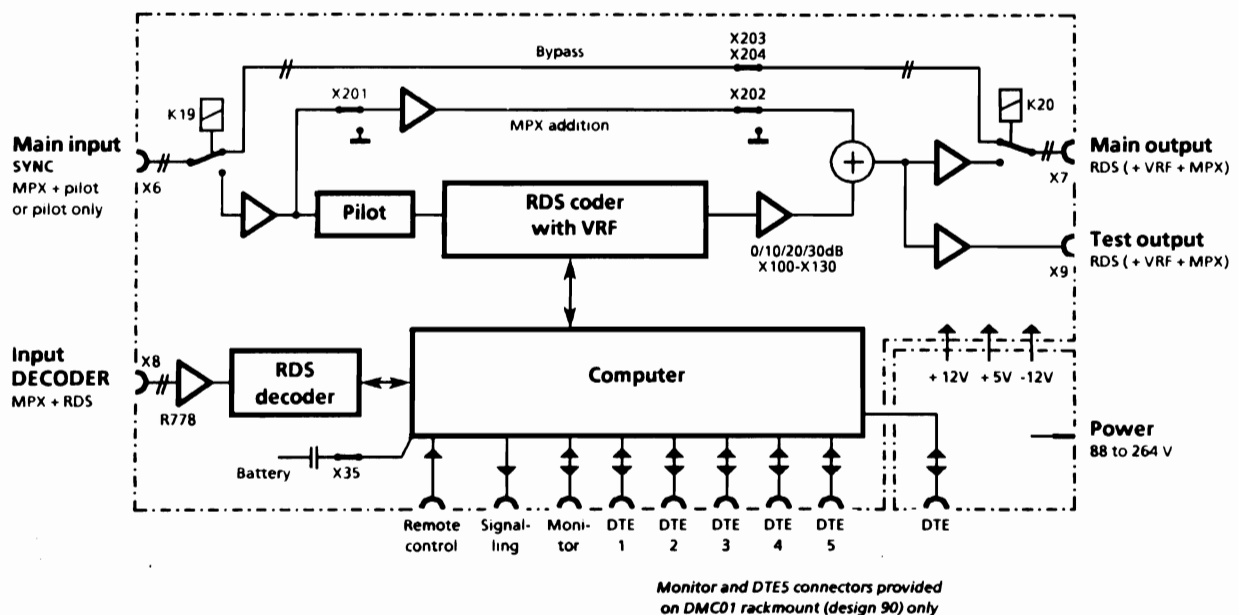 Bypass
X203
X204
K19
X201
X202
K20
MPX addition
Main input
SYNC
MPX + pilot
or pilot only
X6
Pilot
RDS coder
with VRF
0/10/20/30dB
X100-X130
Main output
RDS ( + VRF + MPX)
X7
Test output
RDS ( + VRF + MPX)
X9
Input
DECODER
MPX + RDS
X8
R778
RDS
decoder
Computer
+ 12V
+ 5V
-12V
Power
88 to 264 V
Battery
X35
Remote
control
Signal-
ling
Moni-
tor
DTE
1
DTE
2
DTE
3
DTE
4
DTE
5
DTE
Monitor and DTE5 connectors provided
on DMC01 rackmount (design 90) only